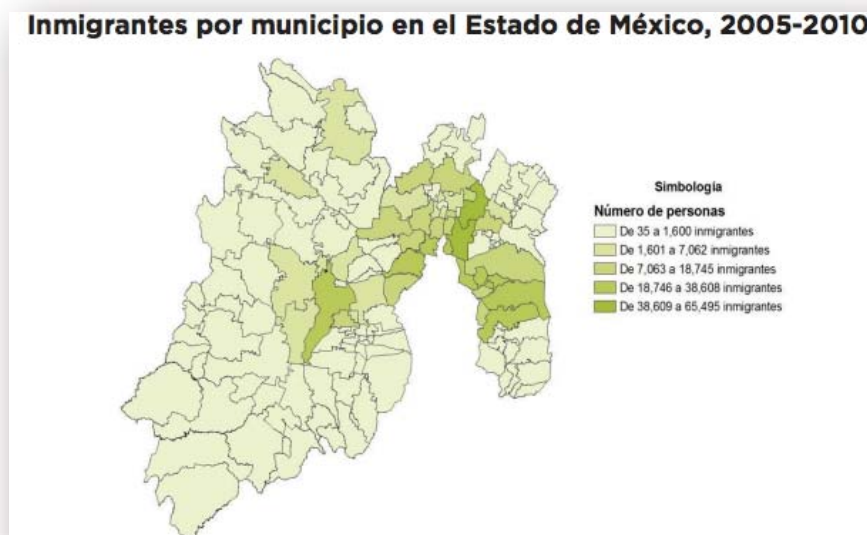 Inmigrantes por municipio en el Estado de México, 2005-2010
Simbología
Número de personas
De 35 a 1,600 inmigrantes
De 1,601 a 7,062 inmigrantes
De 7,063 a 18,745 inmigrantes
De 18,746 a 38,608 inmigrantes
De 38,609 a 65,495 inmigrantes